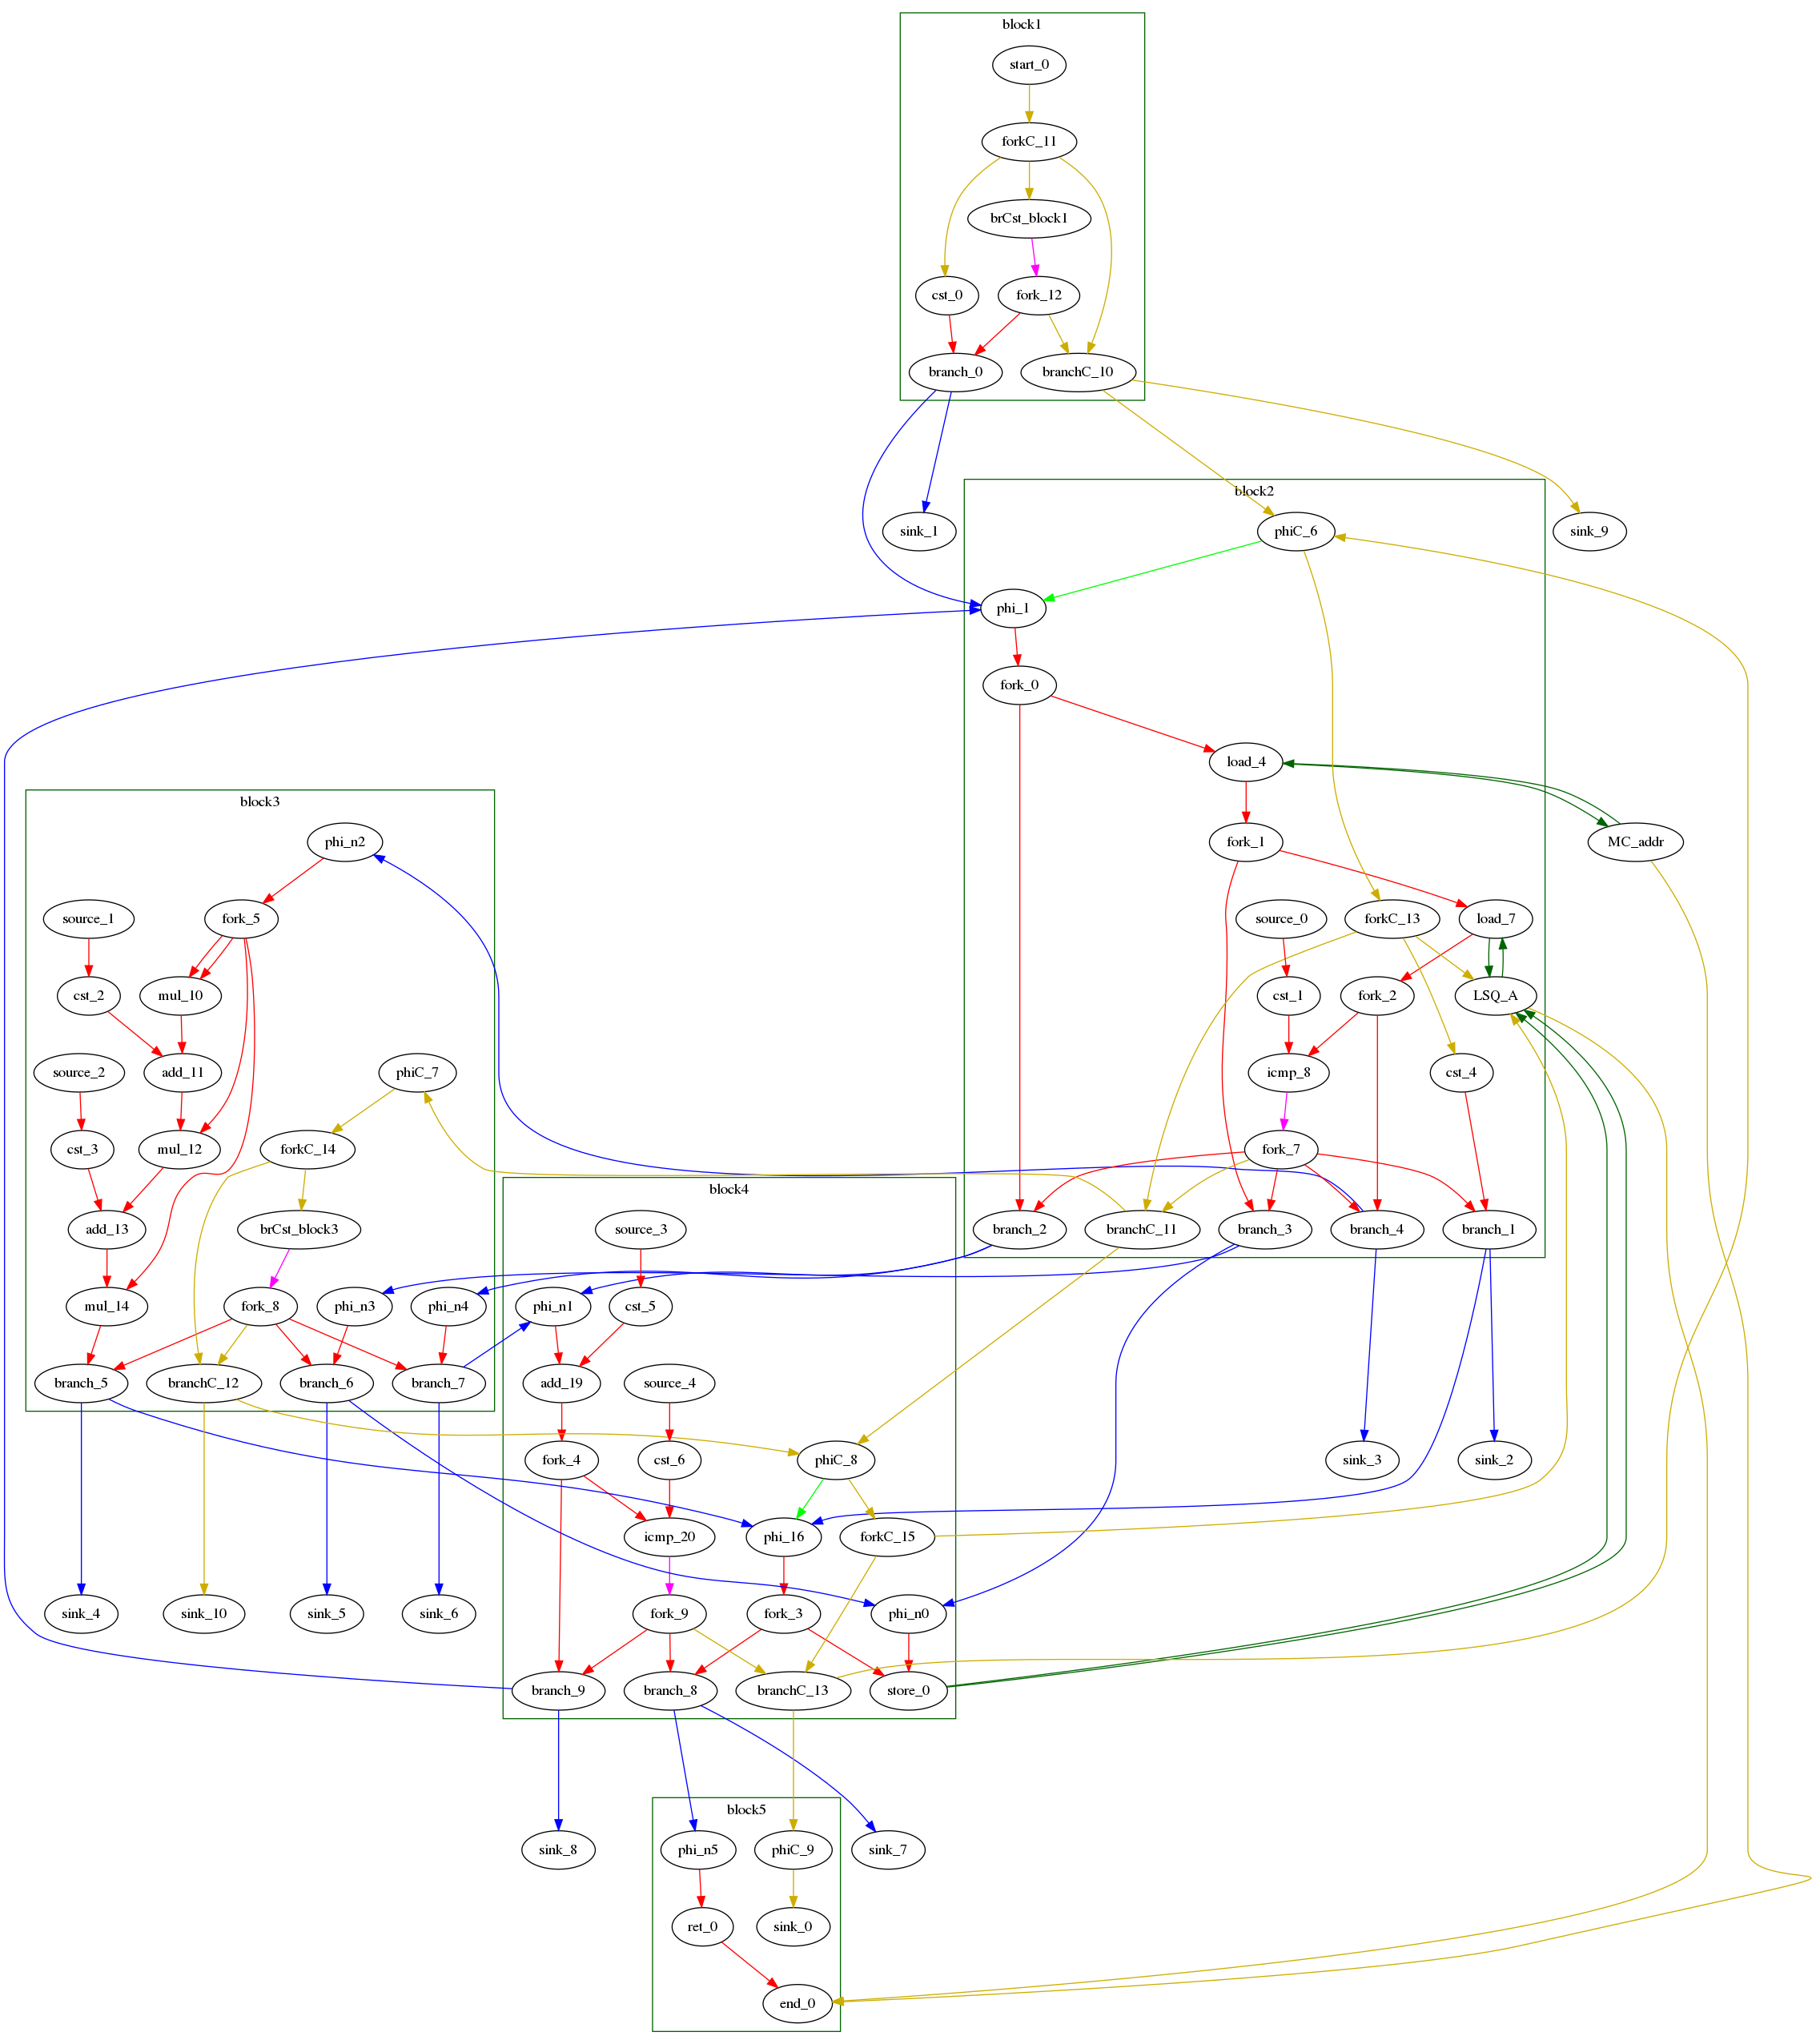 block1
start_0
forkC_11
brCst_block1
cst_0
fork_12
branch_0
branchC_10
block2
sink_1
phiC_6
sink_9
phi_1
fork_0
load_4
block3
phi_n2
fork_1
MC_addr
source_1
fork_5
source_0
forkC_13
load_7
cst_2
mul_10
cst_1
fork_2
LSQ_A
source_2
add_11
phiC_7
icmp_8
cst_4
cst_3
mul_12
forkC_14
fork_7
block4
add_13
brCst_block3
source_3
branch_2
branchC_11
branch_3
branch_4
branch_1
mul_14
fork_8
phi_n3
phi_n4
phi_n1
cst_5
branch_5
branchC_12
branch_6
branch_7
add_19
source_4
fork_4
cst_6
phiC_8
sink_3
sink_2
icmp_20
phi_16
forkC_15
sink_4
sink_10
sink_5
sink_6
fork_9
fork_3
phi_n0
branch_9
branch_8
branchC_13
store_0
block5
sink_8
phi_n5
phiC_9
sink_7
ret_0
sink_0
end_0